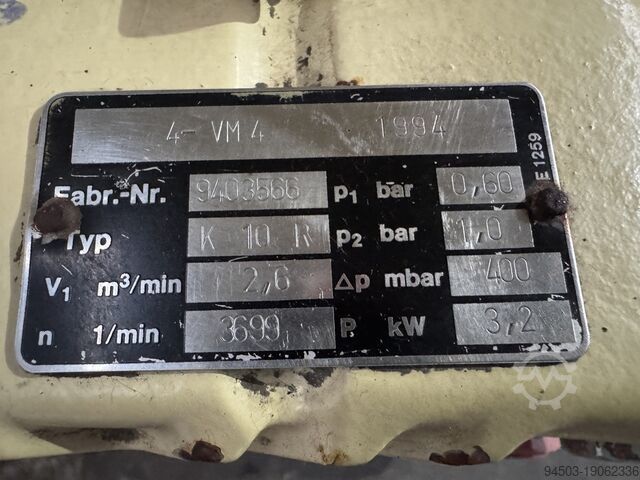 4-VM 4 1994
Fabr.-Nr. 9403566 p1 bar 0,60
Typ K 10 R p2 bar 1,0
V1 m³/min 2,6 Δp mbar 400
n 1/min 3699 P kW 3,2
E 1259
94503-19062336